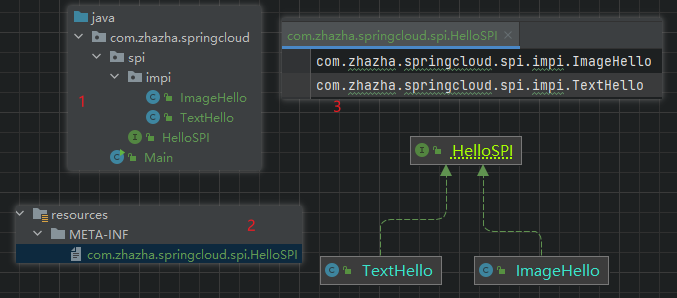 java
com.zhazha.springcloud
spi
impi
ImageHello
TextHello
HelloSPI
Main
1
com.zhazha.springcloud.spi.HelloSPI
com.zhazha.springcloud.spi.impi.ImageHello
com.zhazha.springcloud.spi.impi.TextHello
3
HelloSPI
TextHello
ImageHello
resources
META-INF
com.zhazha.springcloud.spi.HelloSPI
2